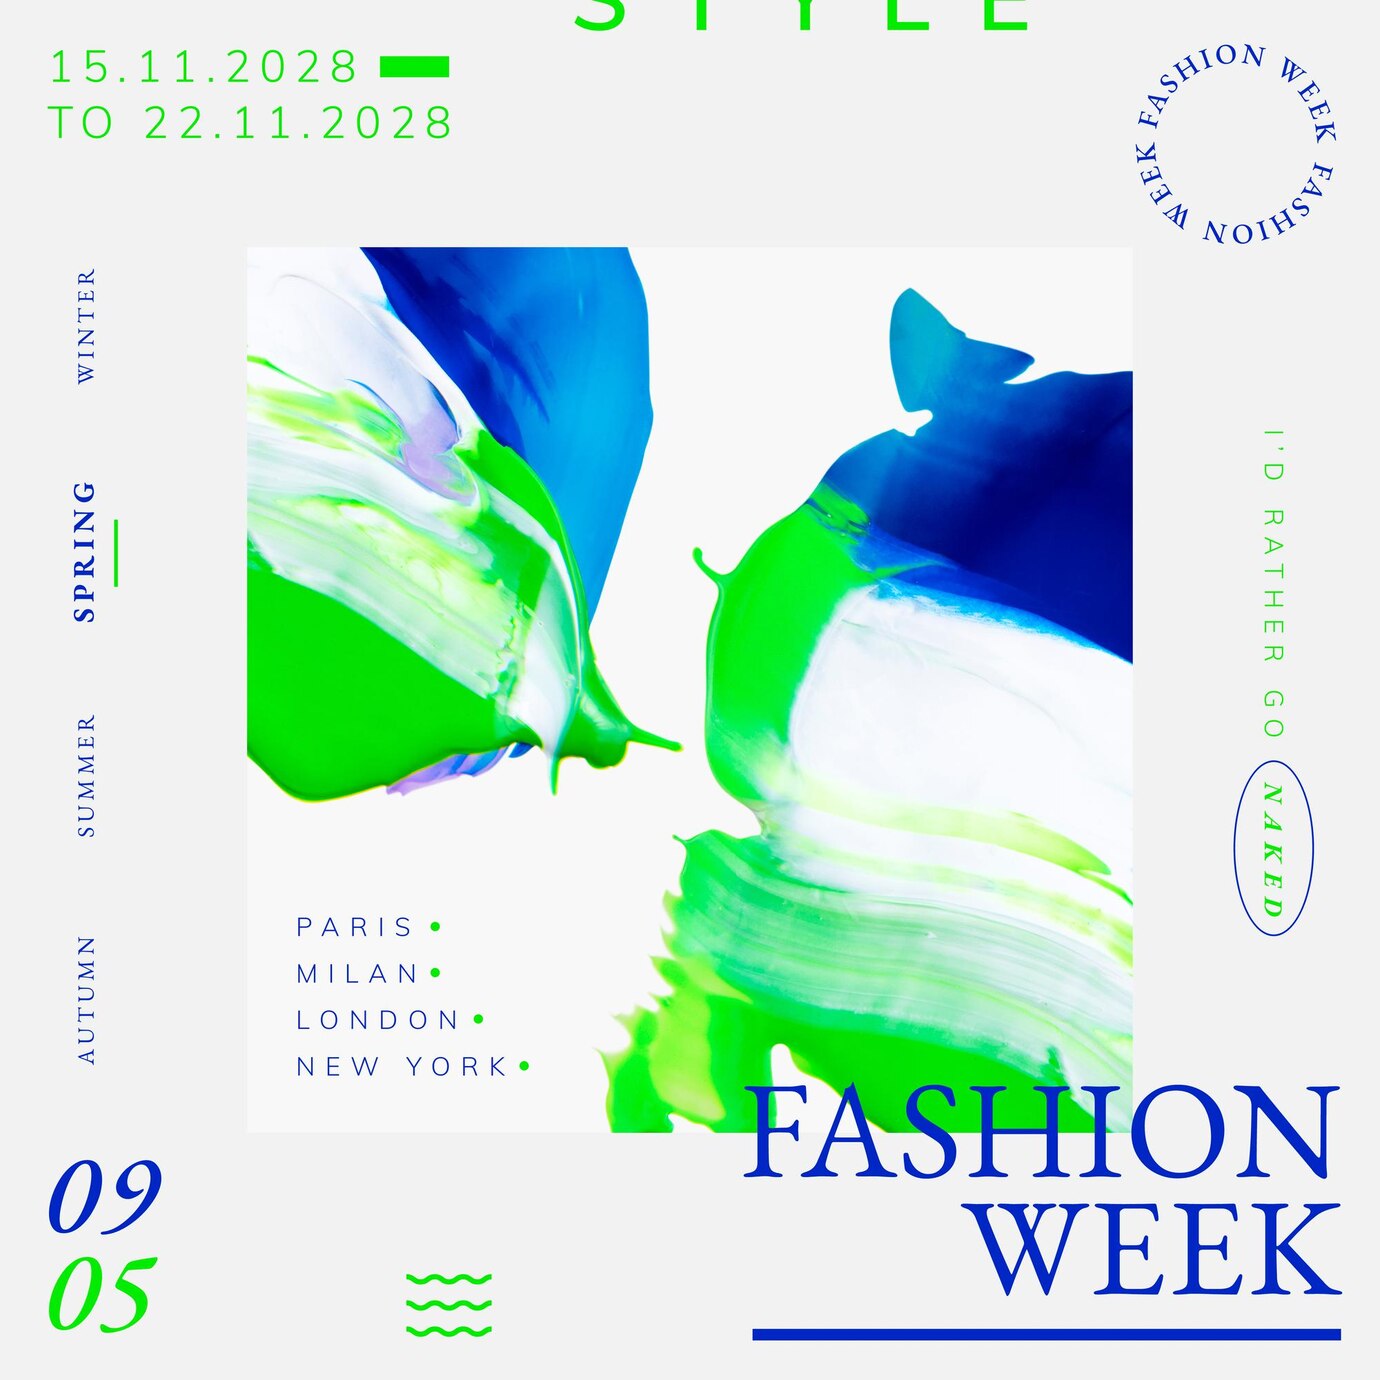 STYLE
15.11.2028
TO 22.11.2028
FASHION WEEK FASHION WEEK
WINTER
SPRING
SUMMER
AUTUMN
I'D RATHER GO NAKED
PARIS
MILAN
LONDON
NEW YORK
FASHION
WEEK
09
05